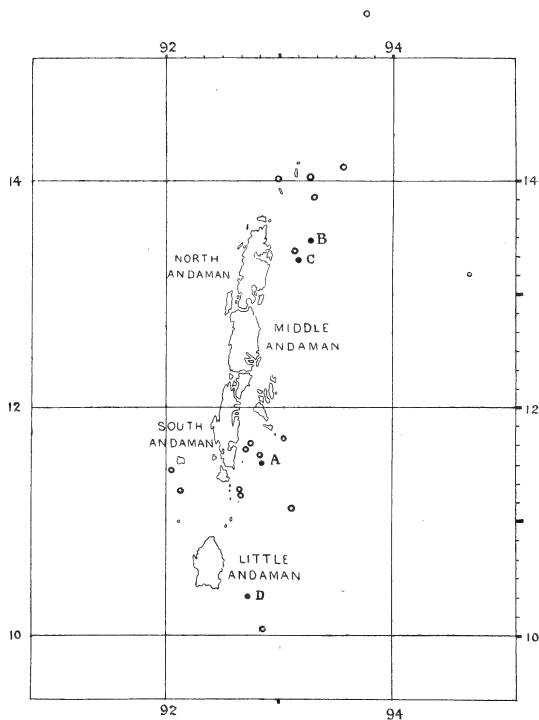 92 94
14 14
B
C
NORTH
ANDAMAN
MIDDLE
ANDAMAN
12 12
SOUTH
ANDAMAN
A
LITTLE
ANDAMAN
D
10 10
92 94